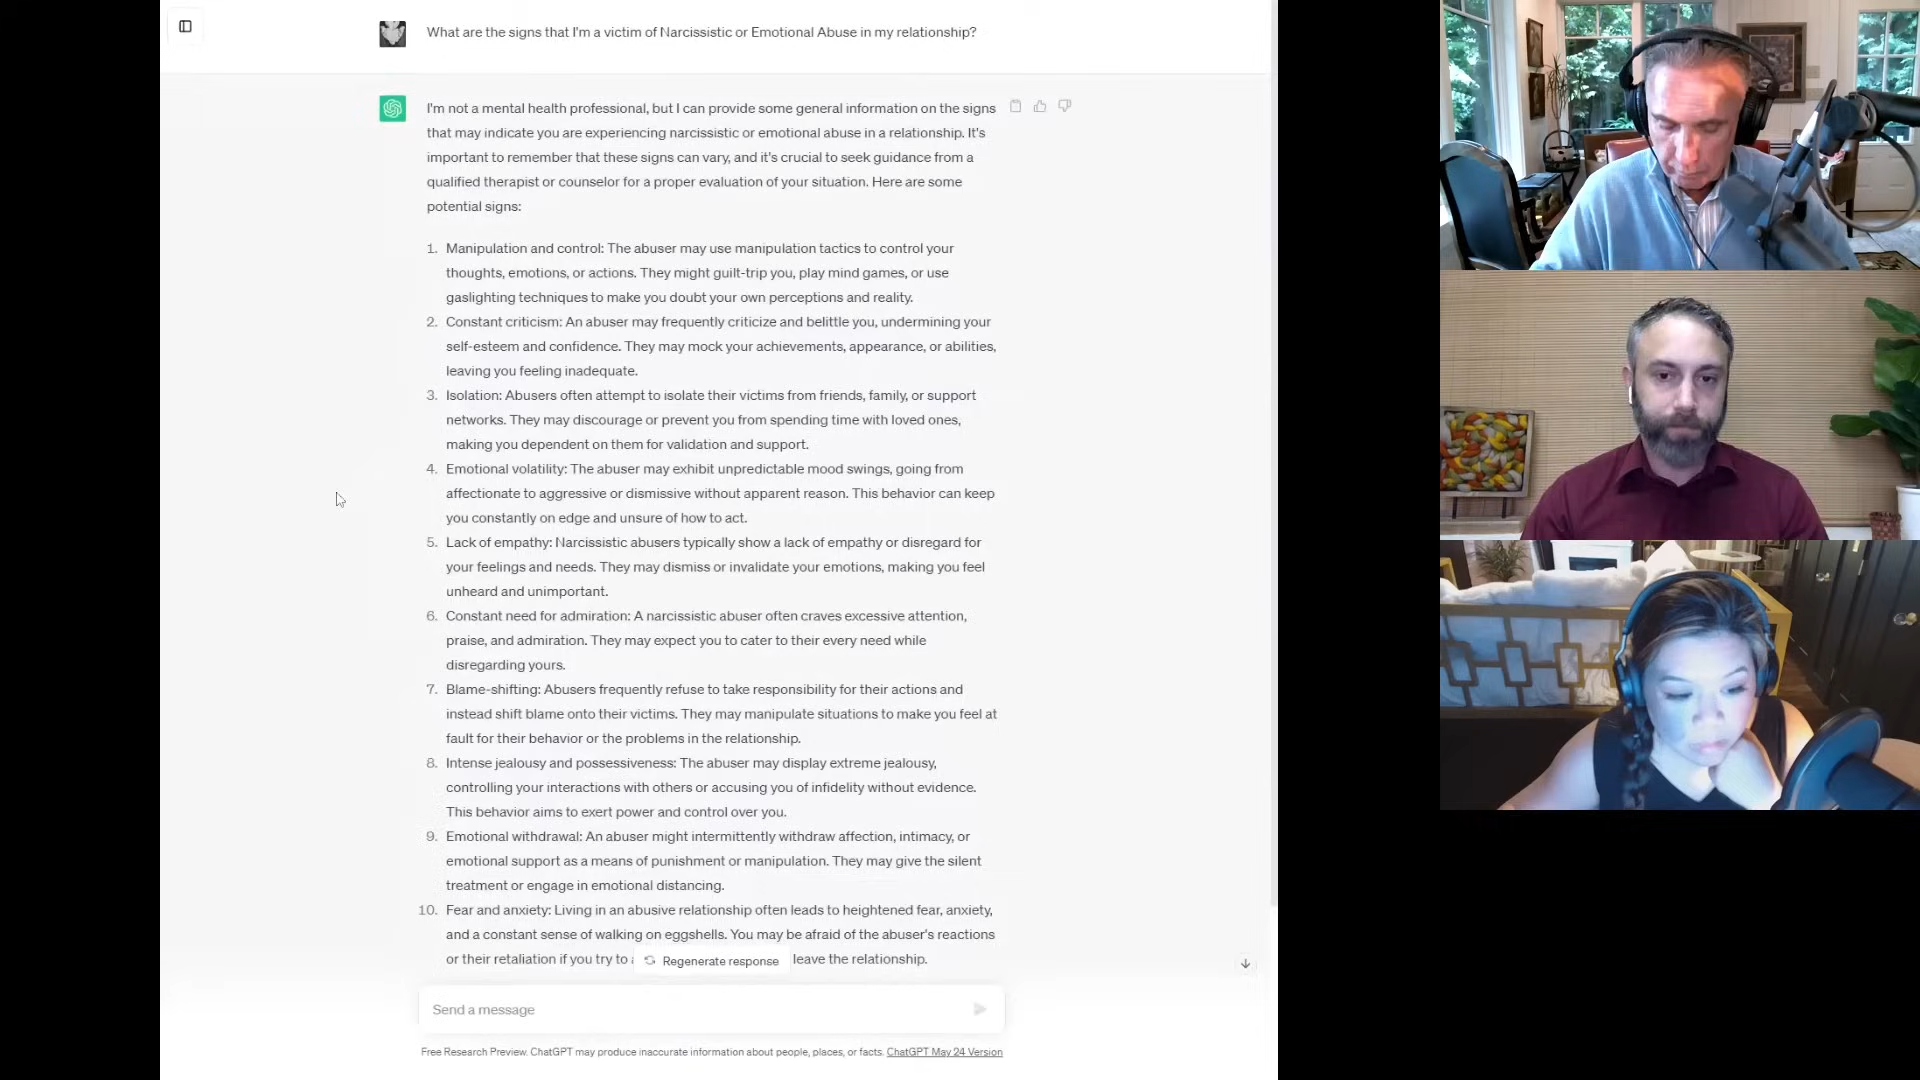 What are the signs that I'm a victim of Narcissistic or Emotional Abuse in my relationship?
I'm not a mental health professional, but I can provide some general information on the signs
that may indicate you are experiencing narcissistic or emotional abuse in a relationship. It's
important to remember that these signs can vary, and it's crucial to seek guidance from a
qualified therapist or counselor for a proper evaluation of your situation. Here are some
potential signs:
1. Manipulation and control: The abuser may use manipulation tactics to control your
thoughts, emotions, or actions. They might guilt-trip you, play mind games, or use
gaslighting techniques to make you doubt your own perceptions and reality.
2. Constant criticism: An abuser may frequently criticize and belittle you, undermining your
self-esteem and confidence. They may mock your achievements, appearance, or abilities,
leaving you feeling inadequate.
3. Isolation: Abusers often attempt to isolate their victims from friends, family, or support
networks. They may discourage or prevent you from spending time with loved ones,
making you dependent on them for validation and support.
4. Emotional volatility: The abuser may exhibit unpredictable mood swings, going from
affectionate to aggressive or dismissive without apparent reason. This behavior can keep
you constantly on edge and unsure of how to act.
5. Lack of empathy: Narcissistic abusers typically show a lack of empathy or disregard for
your feelings and needs. They may dismiss or invalidate your emotions, making you feel
unheard and unimportant.
6. Constant need for admiration: A narcissistic abuser often craves excessive attention,
praise, and admiration. They may expect you to cater to their every need while
disregarding yours.
7. Blame-shifting: Abusers frequently refuse to take responsibility for their actions and
instead shift blame onto their victims. They may manipulate situations to make you feel at
fault for their behavior or the problems in the relationship.
8. Intense jealousy and possessiveness: The abuser may display extreme jealousy,
controlling your interactions with others or accusing you of infidelity without evidence.
This behavior aims to exert power and control over you.
9. Emotional withdrawal: An abuser might intermittently withdraw affection, intimacy, or
emotional support as a means of punishment or manipulation. They may give the silent
treatment or engage in emotional distancing.
10. Fear and anxiety: Living in an abusive relationship often leads to heightened fear, anxiety,
and a constant sense of walking on eggshells. You may be afraid of the abuser's reactions
or their retaliation if you try to leave the relationship.
Regenerate response
Send a message
Free Research Preview. ChatGPT may produce inaccurate information about people, places, or facts. ChatGPT May 24 Version